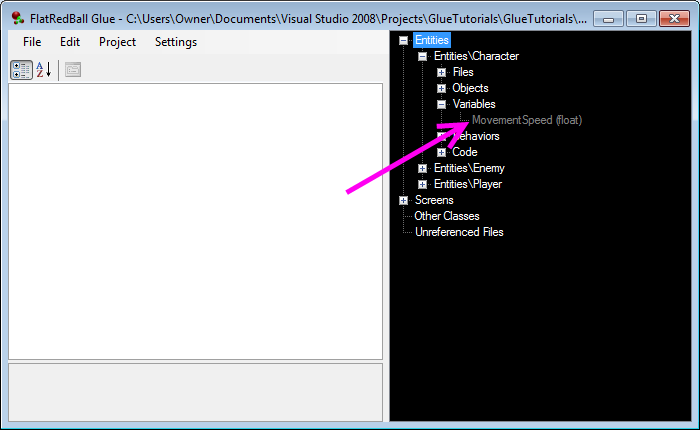 FlatRedBall Glue - C:\Users\Owner\Documents\Visual Studio 2008\Projects\GlueTutorials\GlueTutorials\...
File Edit Project Settings
Entities
Entities\Character
Files
Objects
Variables
MovementSpeed (float)
Behaviors
Code
Entities\Enemy
Entities\Player
Screens
Other Classes
Unreferenced Files